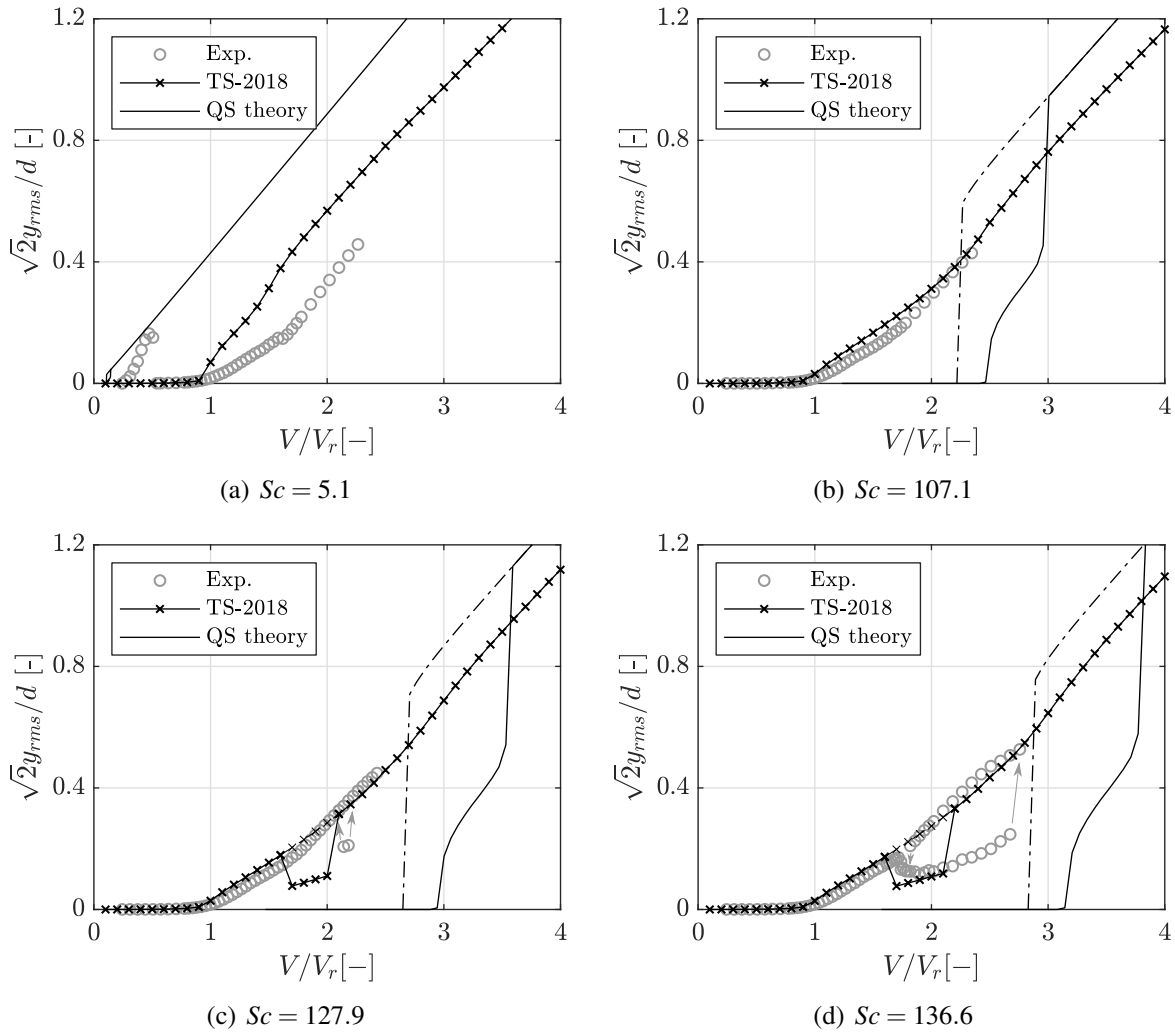 √2y_rms/d [-]
1.2
0.8
0.4
0
Exp.
TS-2018
QS theory
0 1 2 3 4
V/V_r[−]
(a) Sc = 5.1
√2y_rms/d [-]
1.2
0.8
0.4
0
Exp.
TS-2018
QS theory
0 1 2 3 4
V/V_r[−]
(b) Sc = 107.1
√2y_rms/d [-]
1.2
0.8
0.4
0
Exp.
TS-2018
QS theory
0 1 2 3 4
V/V_r[−]
(c) Sc = 127.9
√2y_rms/d [-]
1.2
0.8
0.4
0
Exp.
TS-2018
QS theory
0 1 2 3 4
V/V_r[−]
(d) Sc = 136.6